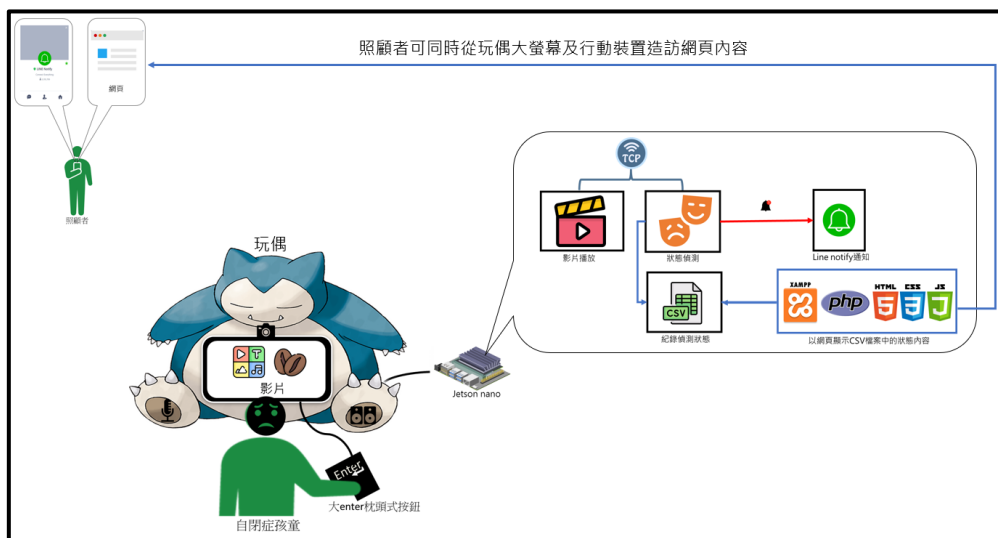 照顧者可同時從玩偶大螢幕及行動裝置造訪網頁內容
LINE Notify
網頁
照顧者
TCP
影片播放
狀態偵測
Line notify通知
CSV
紀錄偵測狀態
XAMPP
php
HTML
5
CSS
3
JS
以網頁顯示CSV檔案中的狀態內容
玩偶
T
影片
Jetson nano
Enter
大enter枕頭式按鈕
自閉症孩童